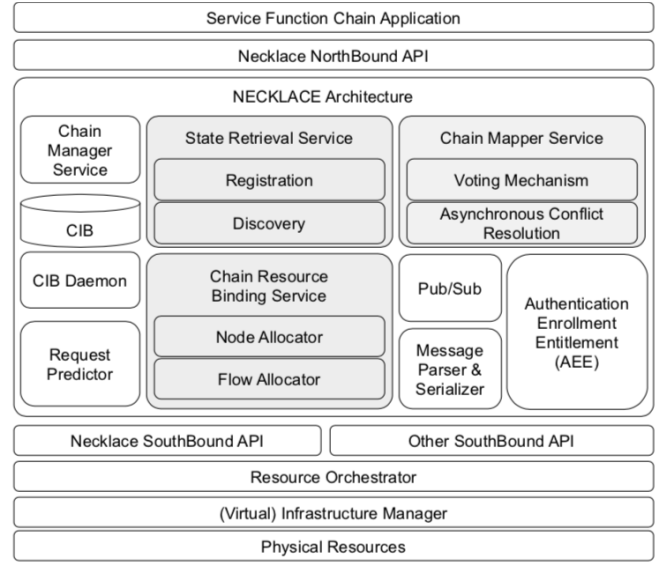 Service Function Chain Application
Necklace NorthBound API
NECKLACE Architecture
Chain
Manager
Service
CIB
CIB Daemon
Request
Predictor
State Retrieval Service
Registration
Discovery
Chain Mapper Service
Voting Mechanism
Asynchronous Conflict
Resolution
Chain Resource
Binding Service
Node Allocator
Flow Allocator
Pub/Sub
Message
Parser &
Serializer
Authentication
Enrollment
Entitlement
(AEE)
Necklace SouthBound API
Other SouthBound API
Resource Orchestrator
(Virtual) Infrastructure Manager
Physical Resources